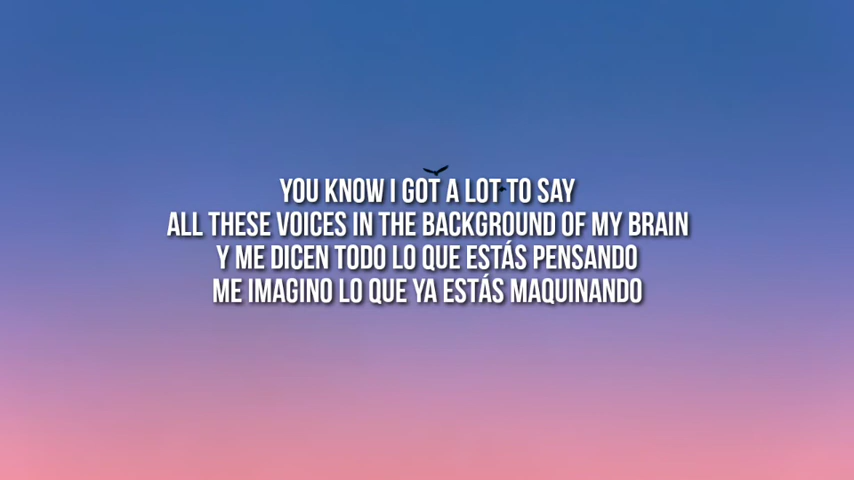 YOU KNOW I GOT A LOT TO SAY
ALL THESE VOICES IN THE BACKGROUND OF MY BRAIN
Y ME DICEN TODO LO QUE ESTÁS PENSANDO
ME IMAGINO LO QUE YA ESTÁS MAQUINANDO